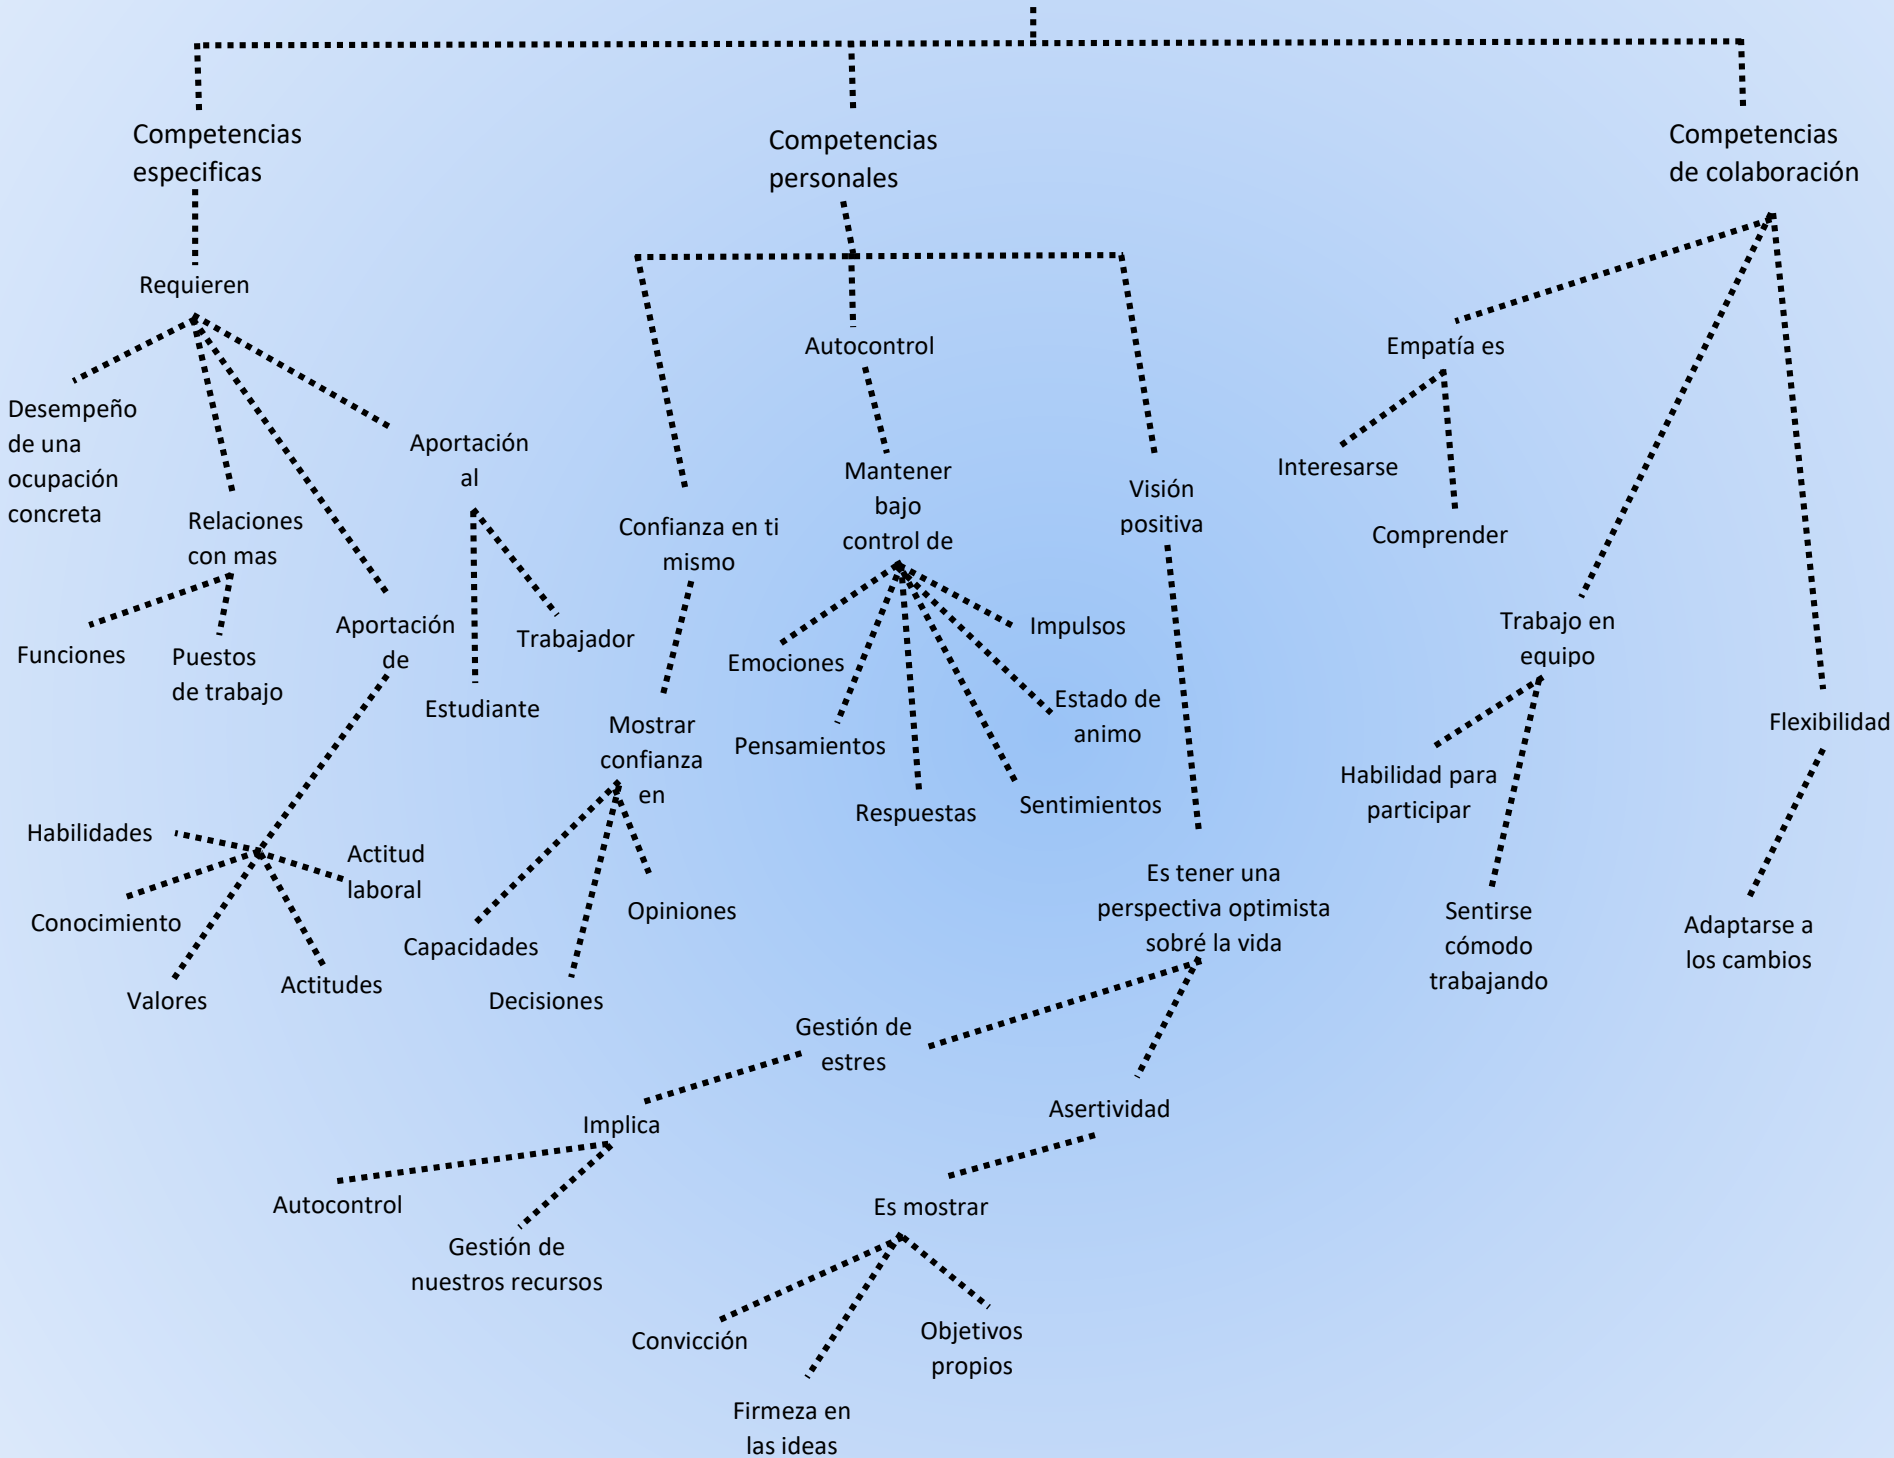 Competencias
especificas
Competencias
personales
Competencias
de colaboración
Requieren
Autocontrol
Empatía es
Desempeño
de una
ocupación
concreta
Aportación
al
Relaciones
con mas
Confianza en ti
mismo
Mantener
bajo
control de
Visión
positiva
Interesarse
Comprender
Funciones
Puestos
de trabajo
Aportación
de
Trabajador
Estudiante
Emociones
Impulsos
Estado de
animo
Pensamientos
Respuestas
Sentimientos
Trabajo en
equipo
Flexibilidad
Mostrar
confianza
en
Habilidad para
participar
Habilidades
Actitud
laboral
Conocimiento
Valores
Actitudes
Capacidades
Opiniones
Decisiones
Es tener una
perspectiva optimista
sobré la vida
Sentirse
cómodo
trabajando
Adaptarse a
los cambios
Gestión de
estres
Implica
Asertividad
Autocontrol
Gestión de
nuestros recursos
Es mostrar
Convicción
Objetivos
propios
Firmeza en
las ideas